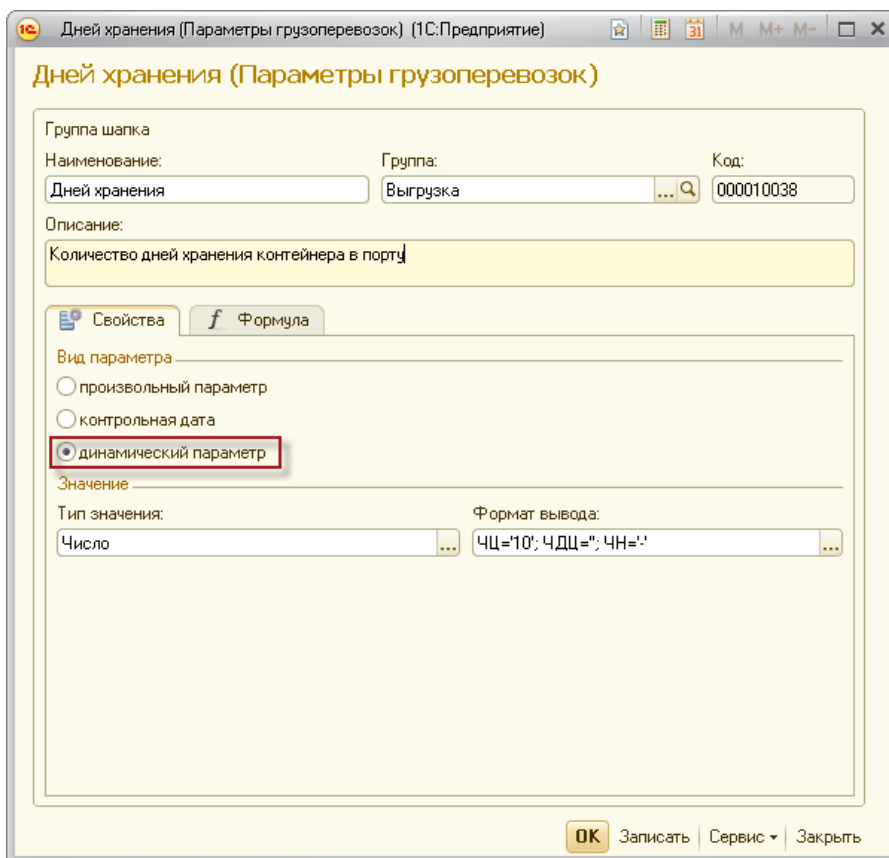 1С Дней хранения (Параметры грузоперевозок) (1С:Предприятие) 31 M M+ M-
Дней хранения (Параметры грузоперевозок)
Группа шапка
Наименование: Группа: Код:
Дней хранения Выгрузка ... 000010038
Описание:
Количество дней хранения контейнера в порту
Свойства f Формула
Вид параметра
произвольный параметр
контрольная дата
динамический параметр
Значение
Тип значения: Формат вывода:
Число ... ЧЦ='10'; ЧДЦ=''; ЧН='-' ...
OK Записать Сервис Закрыть